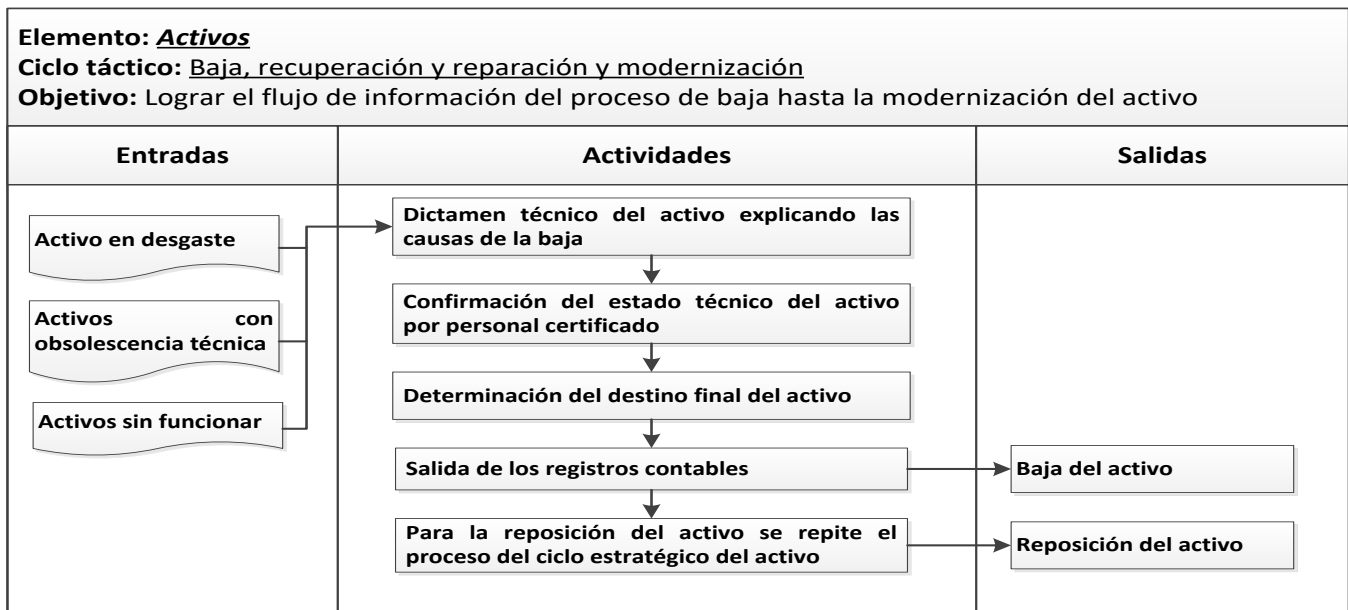 Elemento: Activos
Ciclo táctico: Baja, recuperación y reparación y modernización
Objetivo: Lograr el flujo de información del proceso de baja hasta la modernización del activo
Entradas
Actividades
Salidas
Activo en desgaste
Activos con
obsolescencia técnica
Activos sin funcionar
Dictamen técnico del activo explicando las
causas de la baja
Confirmación del estado técnico del activo
por personal certificado
Determinación del destino final del activo
Salida de los registros contables
Para la reposición del activo se repite el
proceso del ciclo estratégico del activo
Baja del activo
Reposición del activo